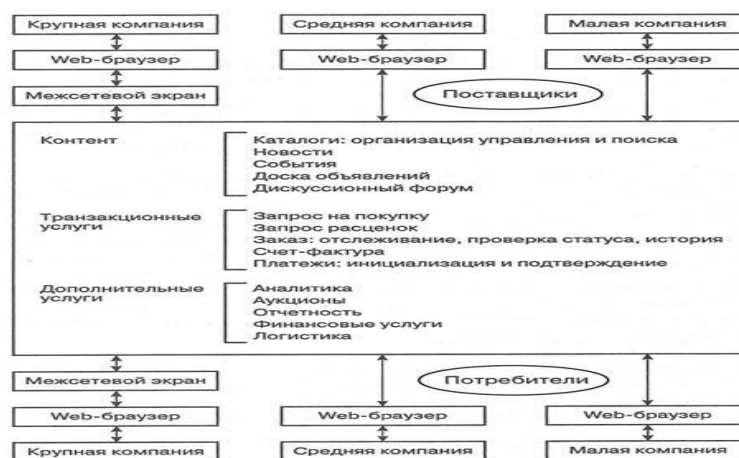 Крупная компания Средняя компания Малая компания
Web-браузер Web-браузер Web-браузер
Межсетевой экран Поставщики
Контент Каталоги: организация управления и поиска
Новости
События
Доска объявлений
Дискуссионный форум
Транзакционные Запрос на покупку
услуги Запрос расценок
Заказ: отслеживание, проверка статуса, история
Счет-фактура
Платежи: инициализация и подтверждение
Дополнительные Аналитика
услуги Аукционы
Отчетность
Финансовые услуги
Логистика
Межсетевой экран Потребители
Web-браузер Web-браузер Web-браузер
Крупная компания Средняя компания Малая компания